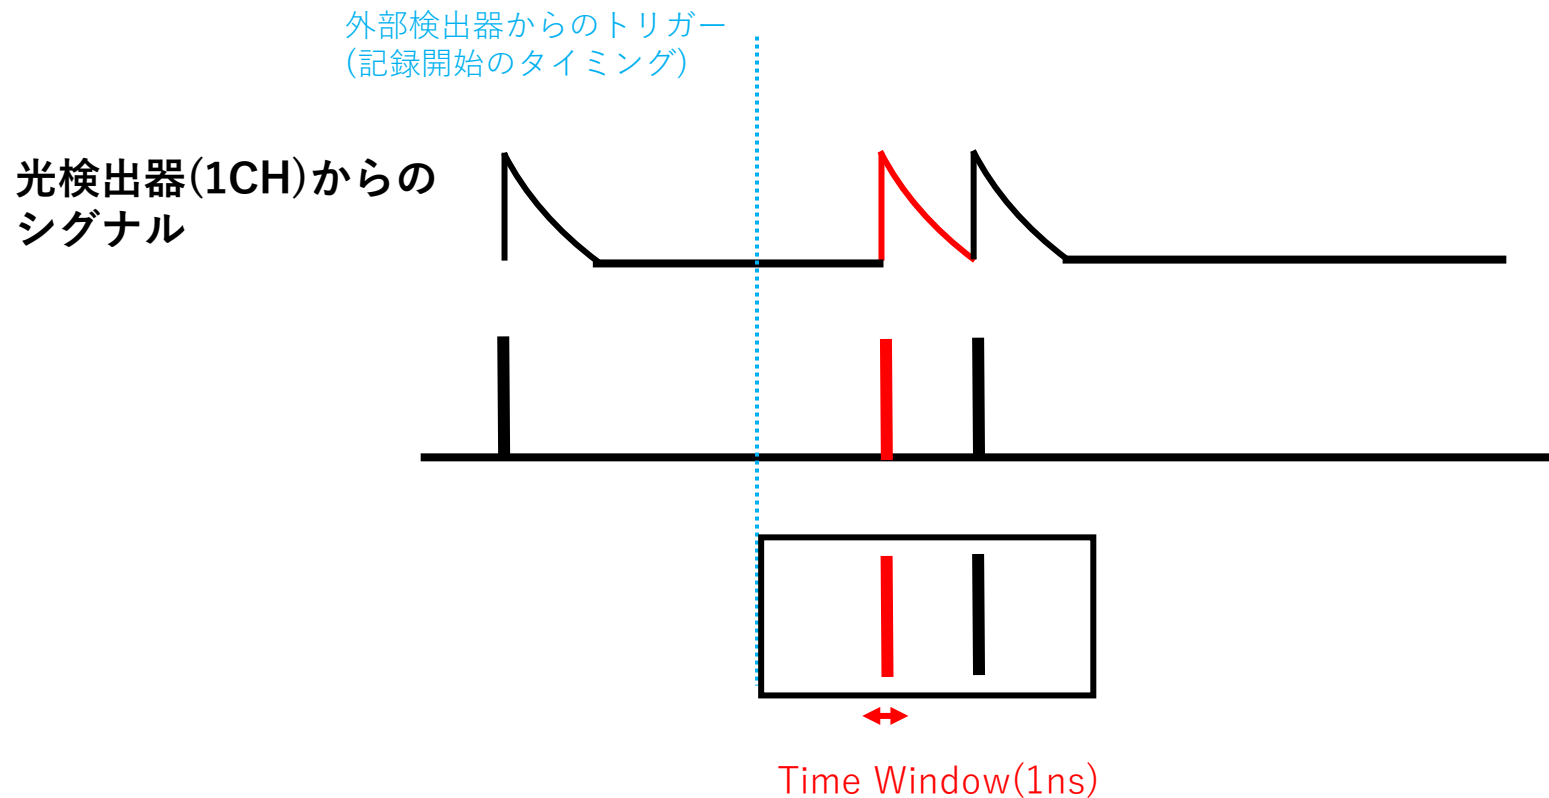 外部検出器からのトリガー
(記録開始のタイミング)
光検出器(1CH)からの
シグナル
Time Window(1ns)